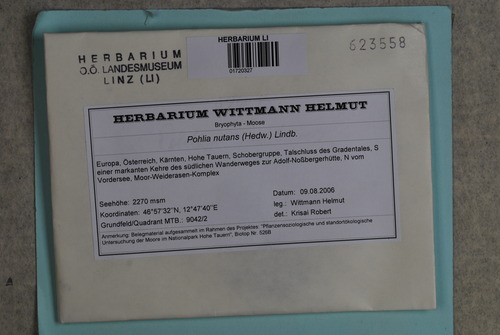 HERBARIUM
O.Ö. LANDESMUSEUM
LINZ (LI)
HERBARIUM LI
01720327
623558
HERBARIUM WITTMANN HELMUT
Bryophyta - Moose
Pohlia nutans (Hedw.) Lindb.
Europa, Österreich, Kärnten, Hohe Tauern, Schobergruppe, Talschluss des Gradentales, S
einer markanten Kehre des südlichen Wanderweges zur Adolf-Noßbergerhütte, N vom
Vordersee, Moor-Weiderasen-Komplex
Seehöhe: 2270 msm
Koordinaten: 46°57'32"N, 12°47'40"E
Grundfeld/Quadrant MTB.: 9042/2
Datum: 09.08.2006
leg.: Wittmann Helmut
det.: Krisai Robert
Anmerkung: Belegmaterial aufgesammelt im Rahmen des Projektes: "Pflanzensoziologische und standortökologische
Untersuchung der Moore im Nationalpark Hohe Tauern", Biotop Nr. 526B